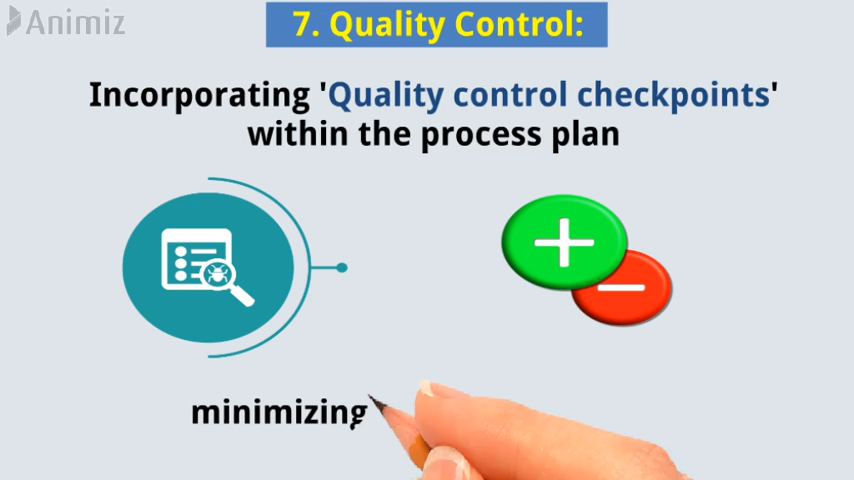 Animiz
7. Quality Control:
Incorporating 'Quality control checkpoints'
within the process plan
minimizing